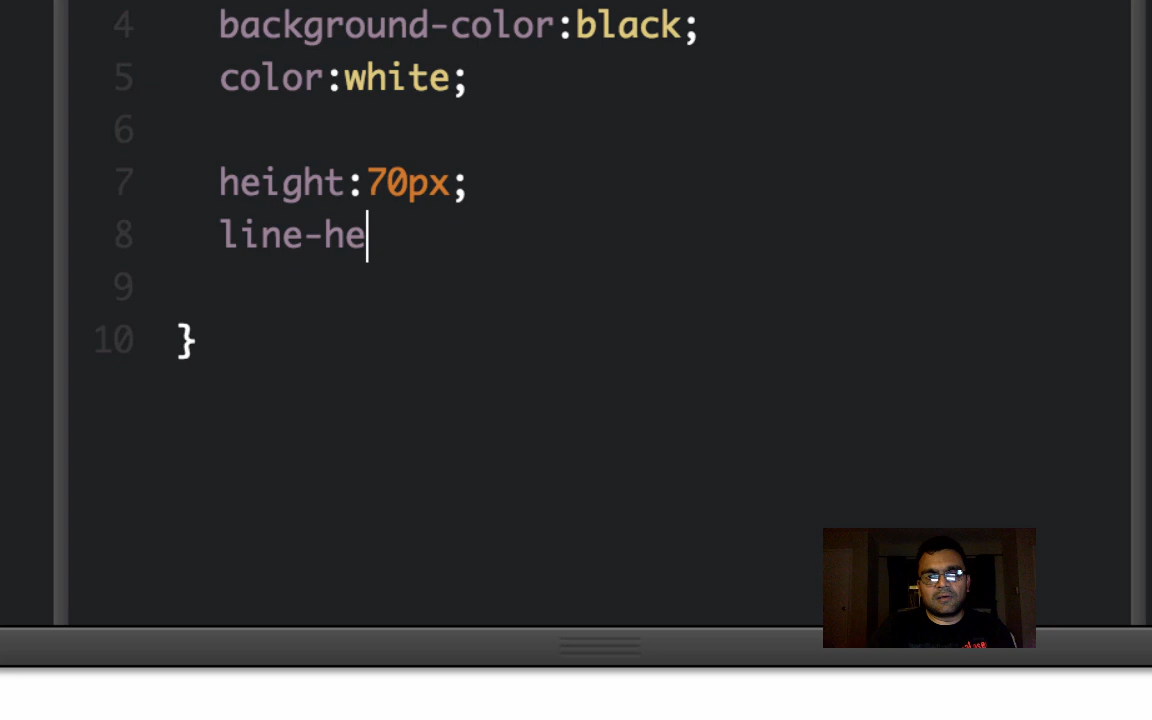 4 background-color:black;
5 color:white;
6
7 height:70px;
8 line-he
9
10 }